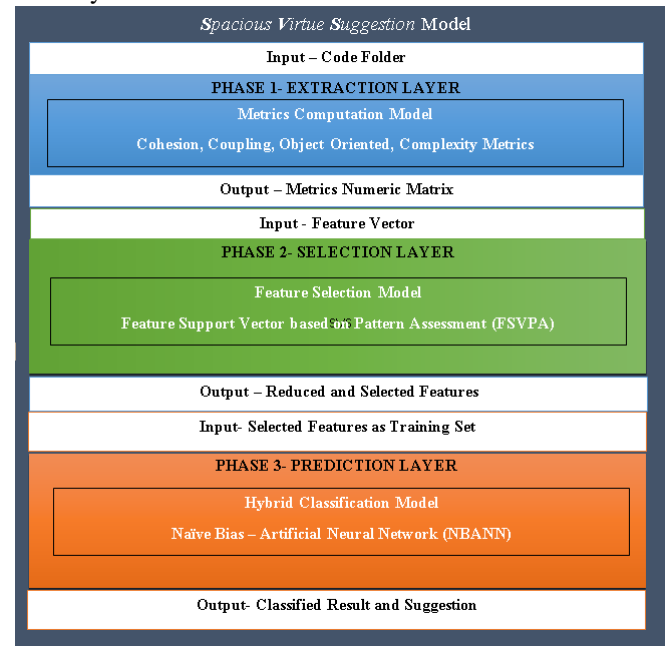 Spacious Virtue Suggestion Model
Input – Code Folder
PHASE 1- EXTRACTION LAYER
Metrics Computation Model
Cohesion, Coupling, Object Oriented, Complexity Metrics
Output – Metrics Numeric Matrix
Input - Feature Vector
PHASE 2- SELECTION LAYER
Feature Selection Model
Feature Support Vector based on Pattern Assessment (FSVPA)
Output – Reduced and Selected Features
Input- Selected Features as Training Set
PHASE 3- PREDICTION LAYER
Hybrid Classification Model
Naïve Bias – Artificial Neural Network (NBANN)
Output- Classified Result and Suggestion